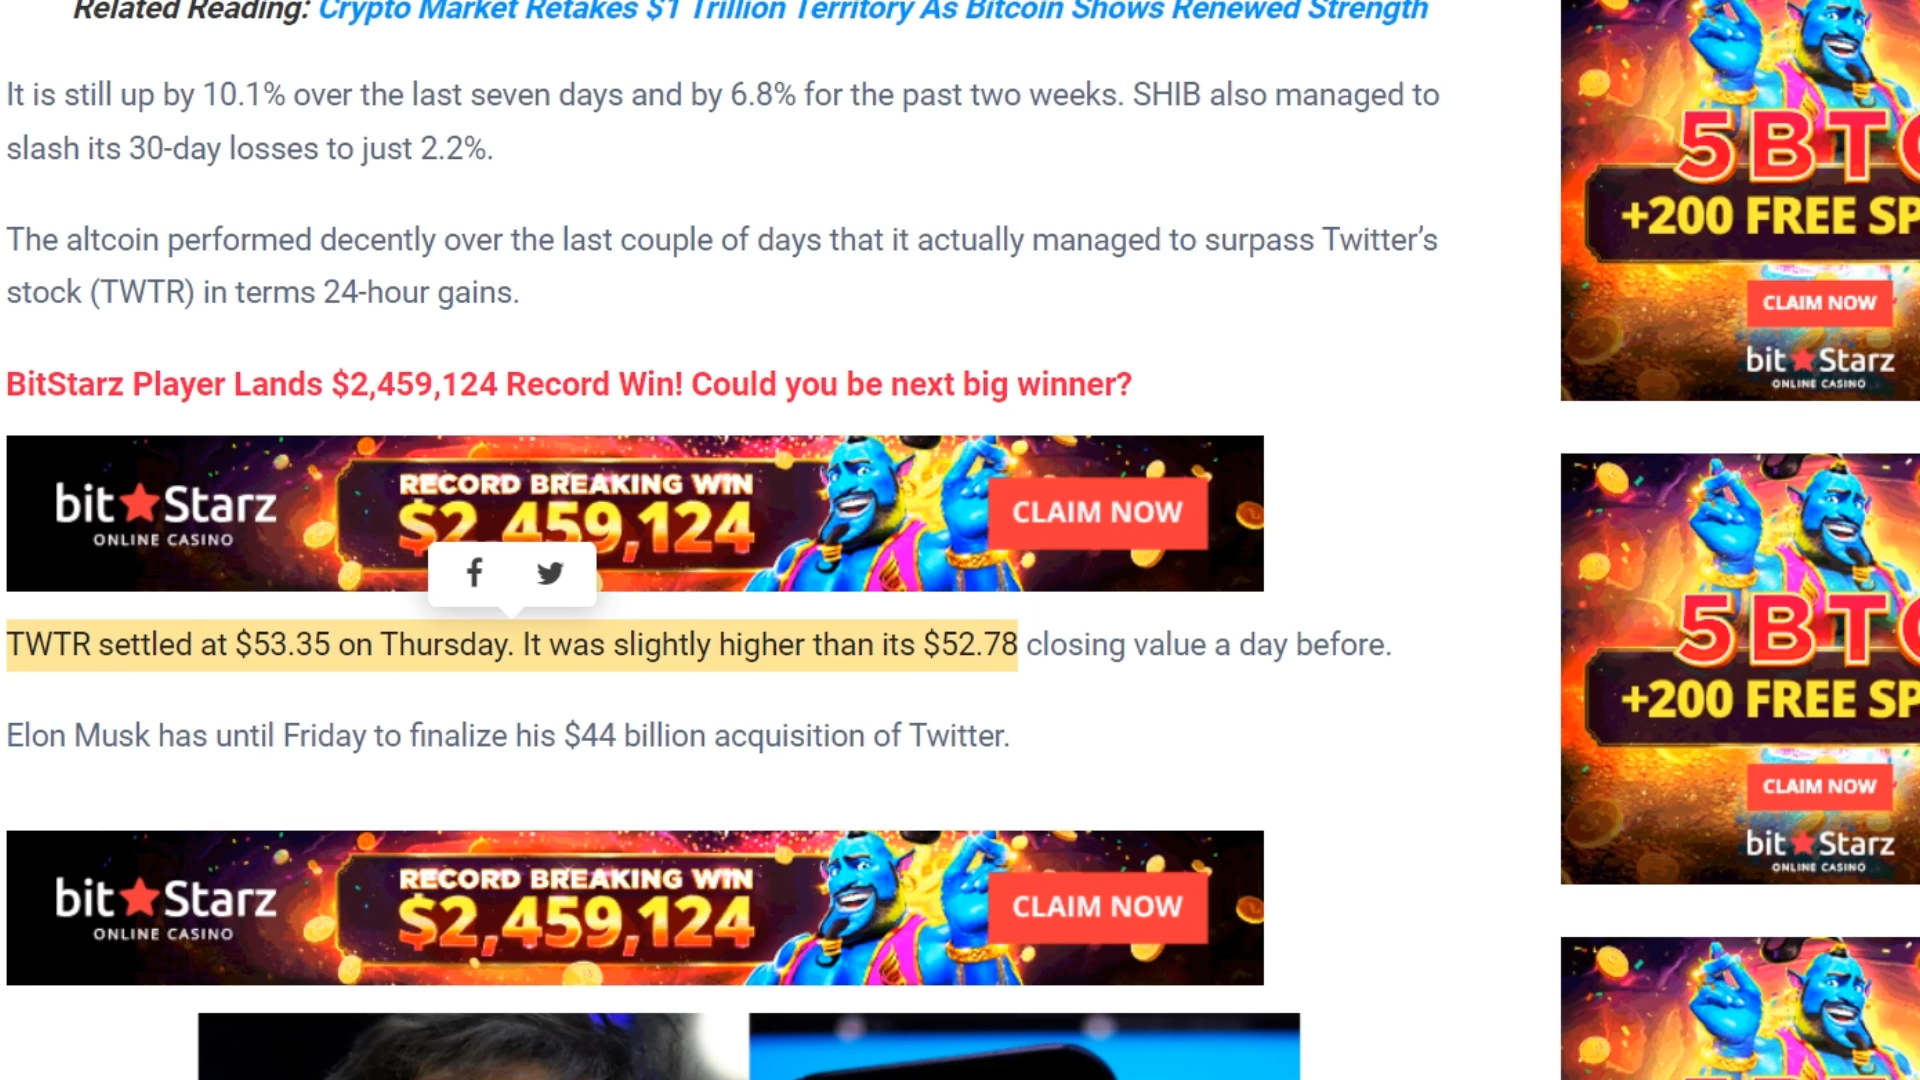 Related Reading: Crypto Market Retakes $1 Trillion Territory As Bitcoin Shows Renewed Strength
It is still up by 10.1% over the last seven days and by 6.8% for the past two weeks. SHIB also managed to
slash its 30-day losses to just 2.2%.
The altcoin performed decently over the last couple of days that it actually managed to surpass Twitter’s
stock (TWTR) in terms 24-hour gains.
BitStarz Player Lands $2,459,124 Record Win! Could you be next big winner?
bit Starz
ONLINE CASINO
RECORD BREAKING WIN
$2,459,124
CLAIM NOW
TWTR settled at $53.35 on Thursday. It was slightly higher than its $52.78 closing value a day before.
Elon Musk has until Friday to finalize his $44 billion acquisition of Twitter.
bit Starz
ONLINE CASINO
RECORD BREAKING WIN
$2,459,124
CLAIM NOW
5 BTC
+200 FREE SP
CLAIM NOW
bit Starz
ONLINE CASINO
5 BTC
+200 FREE SP
CLAIM NOW
bit Starz
ONLINE CASINO